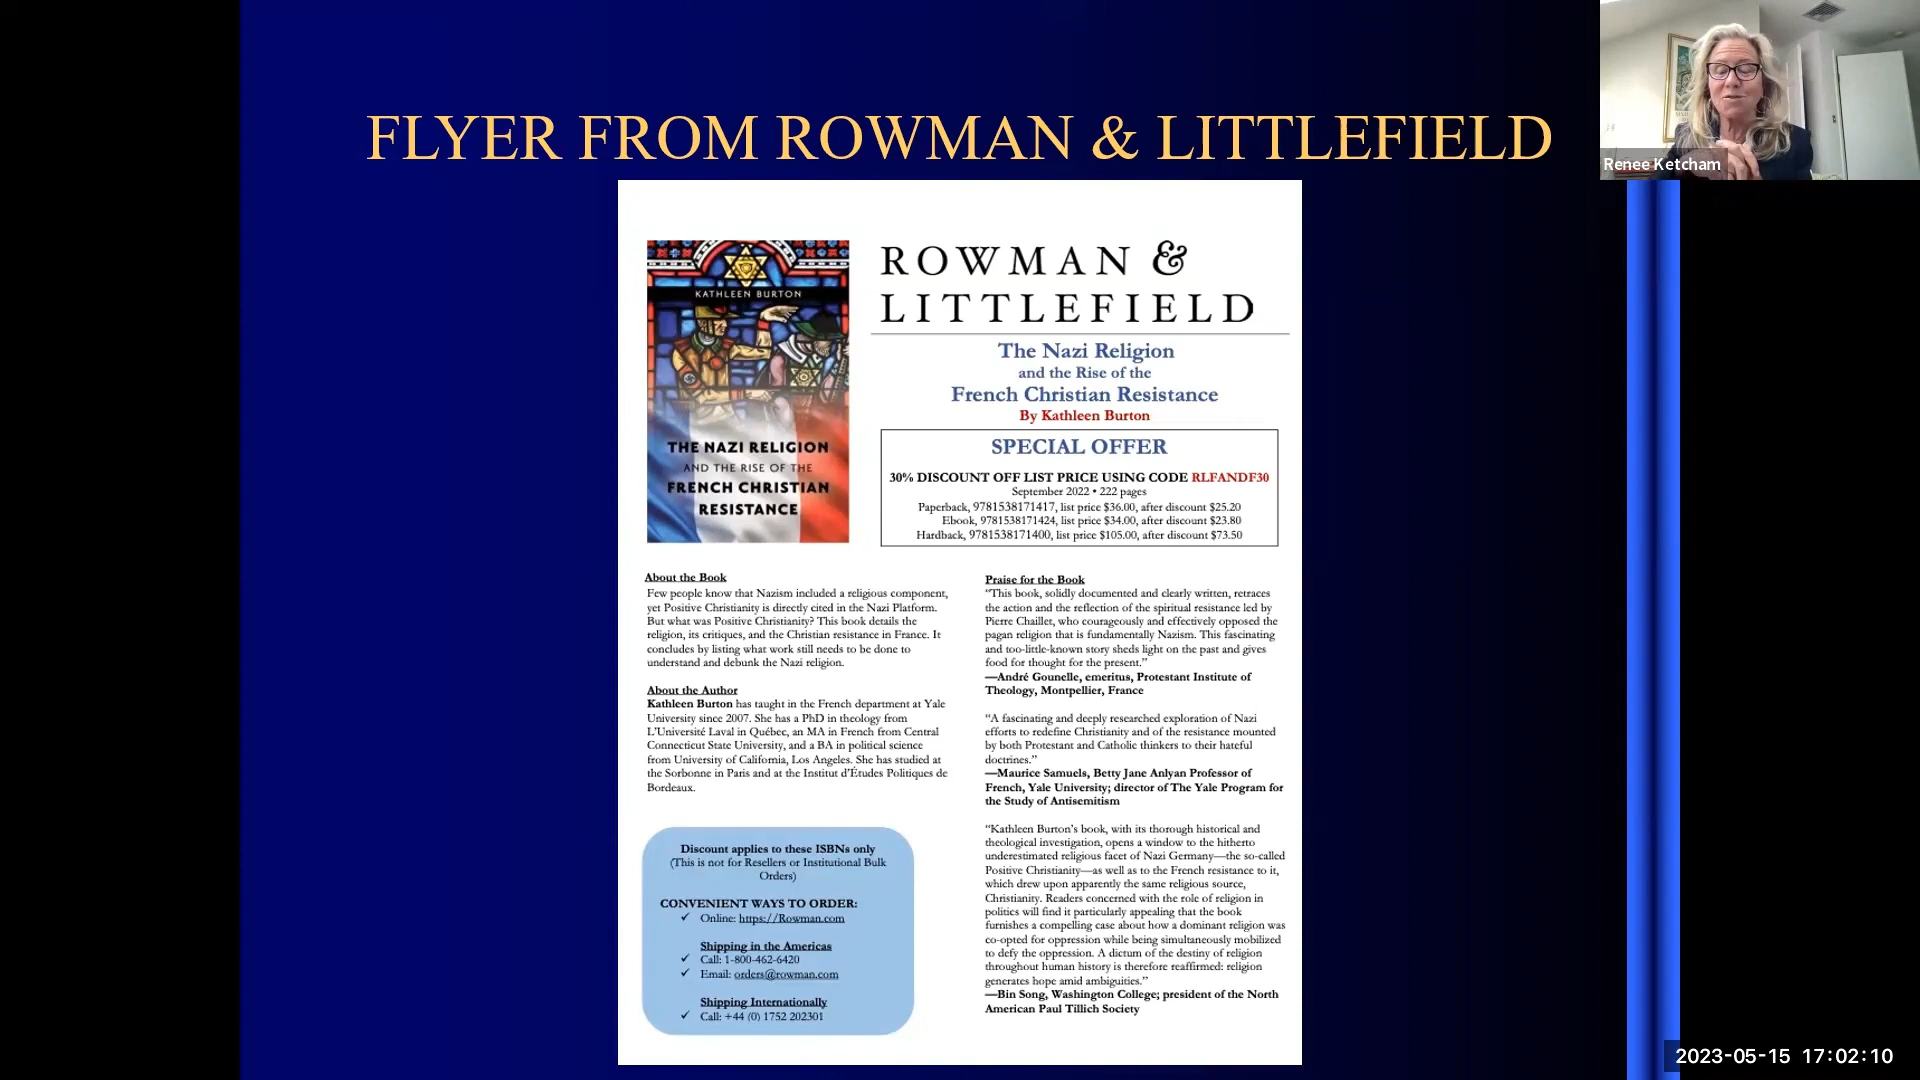 FLYER FROM ROWMAN & LITTLEFIELD
Renee Ketcham
KATHLEEN BURTON
THE NAZI RELIGION
AND THE RISE OF THE
FRENCH CHRISTIAN
RESISTANCE
ROWMAN &
LITTLEFIELD
The Nazi Religion
and the Rise of the
French Christian Resistance
By Kathleen Burton
SPECIAL OFFER
30% DISCOUNT OFF LIST PRICE USING CODE RLFANDF30
September 2022 • 222 pages
Paperback, 9781538171417, list price $36.00, after discount $25.20
Ebook, 9781538171424, list price $34.00, after discount $23.80
Hardback, 9781538171400, list price $105.00, after discount $73.50
About the Book
Few people know that Nazism included a religious component,
yet Positive Christianity is directly cited in the Nazi Platform.
But what was Positive Christianity? This book details the
religion, its critiques, and the Christian resistance in France. It
concludes by listing what work still needs to be done to
understand and debunk the Nazi religion.
About the Author
Kathleen Burton has taught in the French department at Yale
University since 2007. She has a PhD in theology from
L'Université Laval in Québec, an MA in French from Central
Connecticut State University, and a BA in political science
from University of California, Los Angeles. She has studied at
the Sorbonne in Paris and at the Institut d'Études Politiques de
Bordeaux.
Discount applies to these ISBNs only
(This is not for Resellers or Institutional Bulk
Orders)
CONVENIENT WAYS TO ORDER:
✓ Online: https://Rowman.com
Shipping in the Americas
✓ Call: 1-800-462-6420
✓ Email: orders@rowman.com
Shipping Internationally
✓ Call: +44 (0) 1752 202301
Praise for the Book
“This book, solidly documented and clearly written, retraces
the action and the reflection of the spiritual resistance led by
Pierre Chaillet, who courageously and effectively opposed the
pagan religion that is fundamentally Nazism. This fascinating
and too-little-known story sheds light on the past and gives
food for thought for the present.”
—André Gounelle, emeritus, Protestant Institute of
Theology, Montpellier, France
“A fascinating and deeply researched exploration of Nazi
efforts to redefine Christianity and of the resistance mounted
by both Protestant and Catholic thinkers to their hateful
doctrines.”
—Maurice Samuels, Betty Jane Anlyan Professor of
French, Yale University; director of The Yale Program for
the Study of Antisemitism
“Kathleen Burton’s book, with its thorough historical and
theological investigation, opens a window to the hitherto
underestimated religious facet of Nazi Germany—the so-called
Positive Christianity—as well as to the French resistance to it,
which drew upon apparently the same religious source,
Christianity. Readers concerned with the role of religion in
politics will find it particularly appealing that the book
furnishes a compelling case about how a dominant religion was
co-opted for oppression while being simultaneously mobilized
to defy the oppression. A dictum of the destiny of religion
throughout human history is therefore reaffirmed: religion
generates hope amid ambiguities.”
—Bin Song, Washington College; president of the North
American Paul Tillich Society
2023-05-15 17:02:10